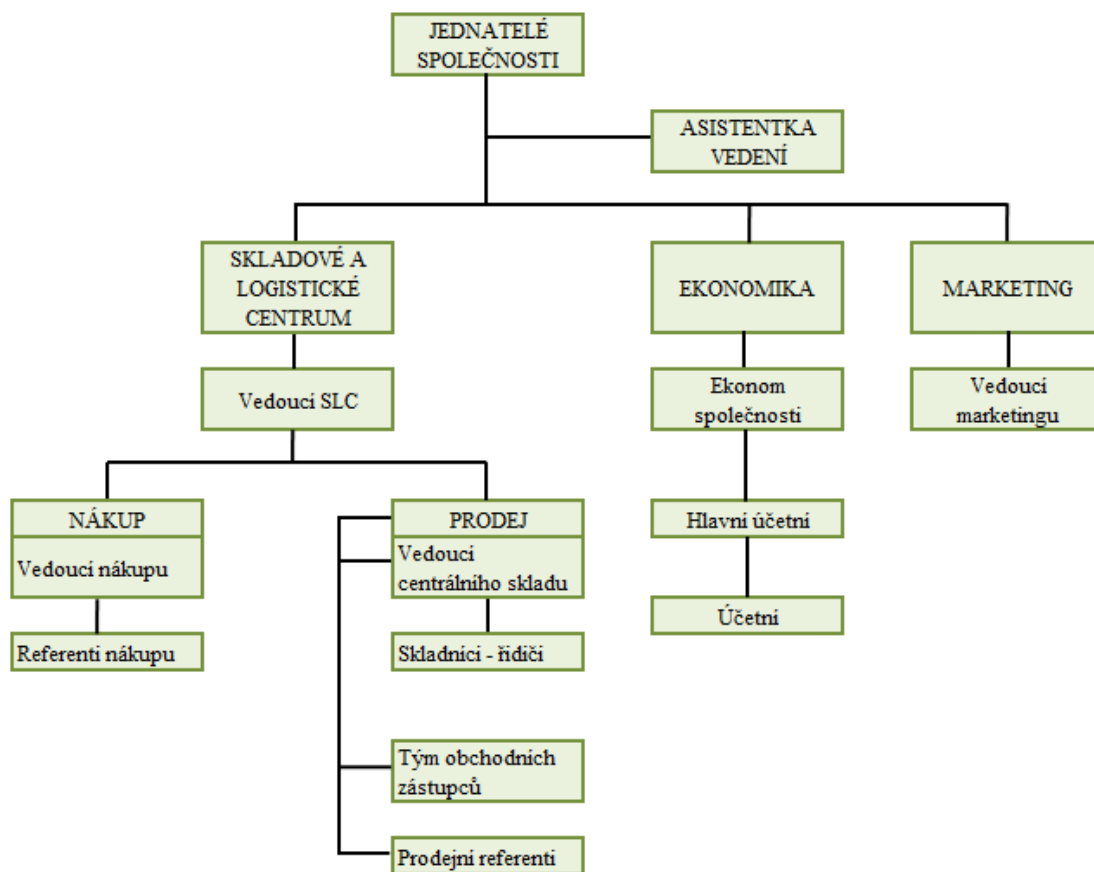 JEDNATELÉ
SPOLEČNOSTI
ASISTENTKA
VEDENÍ
SKLADOVÉ A
LOGISTICKÉ
CENTRUM
EKONOMIKA
MARKETING
Vedoucí SLC
Ekonom
společnosti
Vedoucí
marketingu
NÁKUP
Vedoucí nákupu
Referenti nákupu
PRODEJ
Vedoucí
centrálního skladu
Skladníci - řidiči
Tým obchodních
zástupců
Prodejní referenti
Hlavní účetní
Účetní